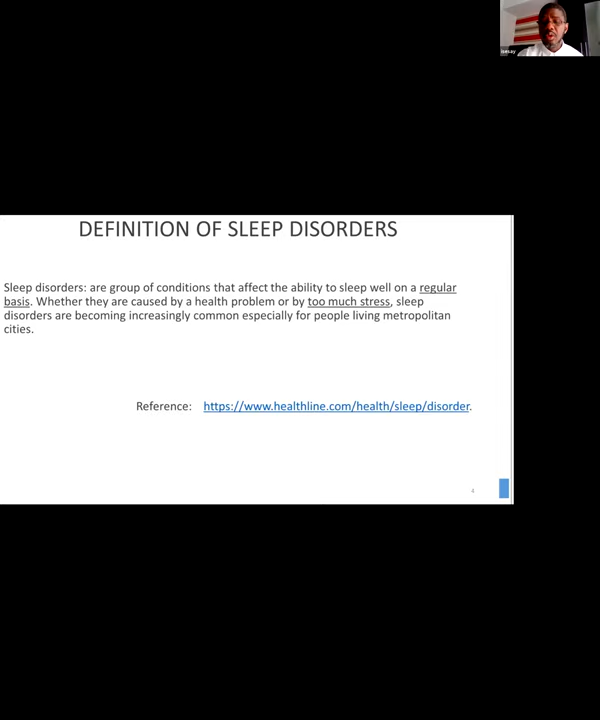 DEFINITION OF SLEEP DISORDERS
Sleep disorders: are group of conditions that affect the ability to sleep well on a regular
basis. Whether they are caused by a health problem or by too much stress, sleep
disorders are becoming increasingly common especially for people living metropolitan
cities.
Reference: https://www.healthline.com/health/sleep/disorder.
4